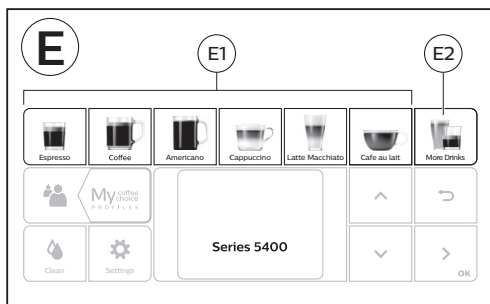 E
E1
E2
Espresso
Coffee
Americano
Cappuccino
Latte Macchiato
Cafe au lait
More Drinks
My coffee
choice
PROFILES
Series 5400
Clean
Settings
OK